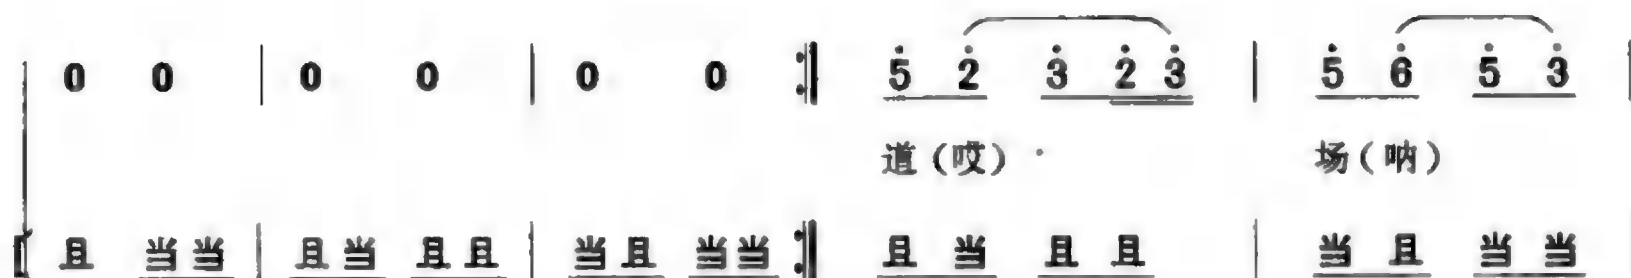 0 0 | 0 0 | 0 0 :‖ 5̇ 2̇ 3̇ 2̇ 3̇ | 5̇ 6̇ 5̇ 3̇ |
道(哎) 场(呐)
且 当当 | 且当 且且 | 当且 当当 :‖ 且 当 且 且 | 当 且 当 当